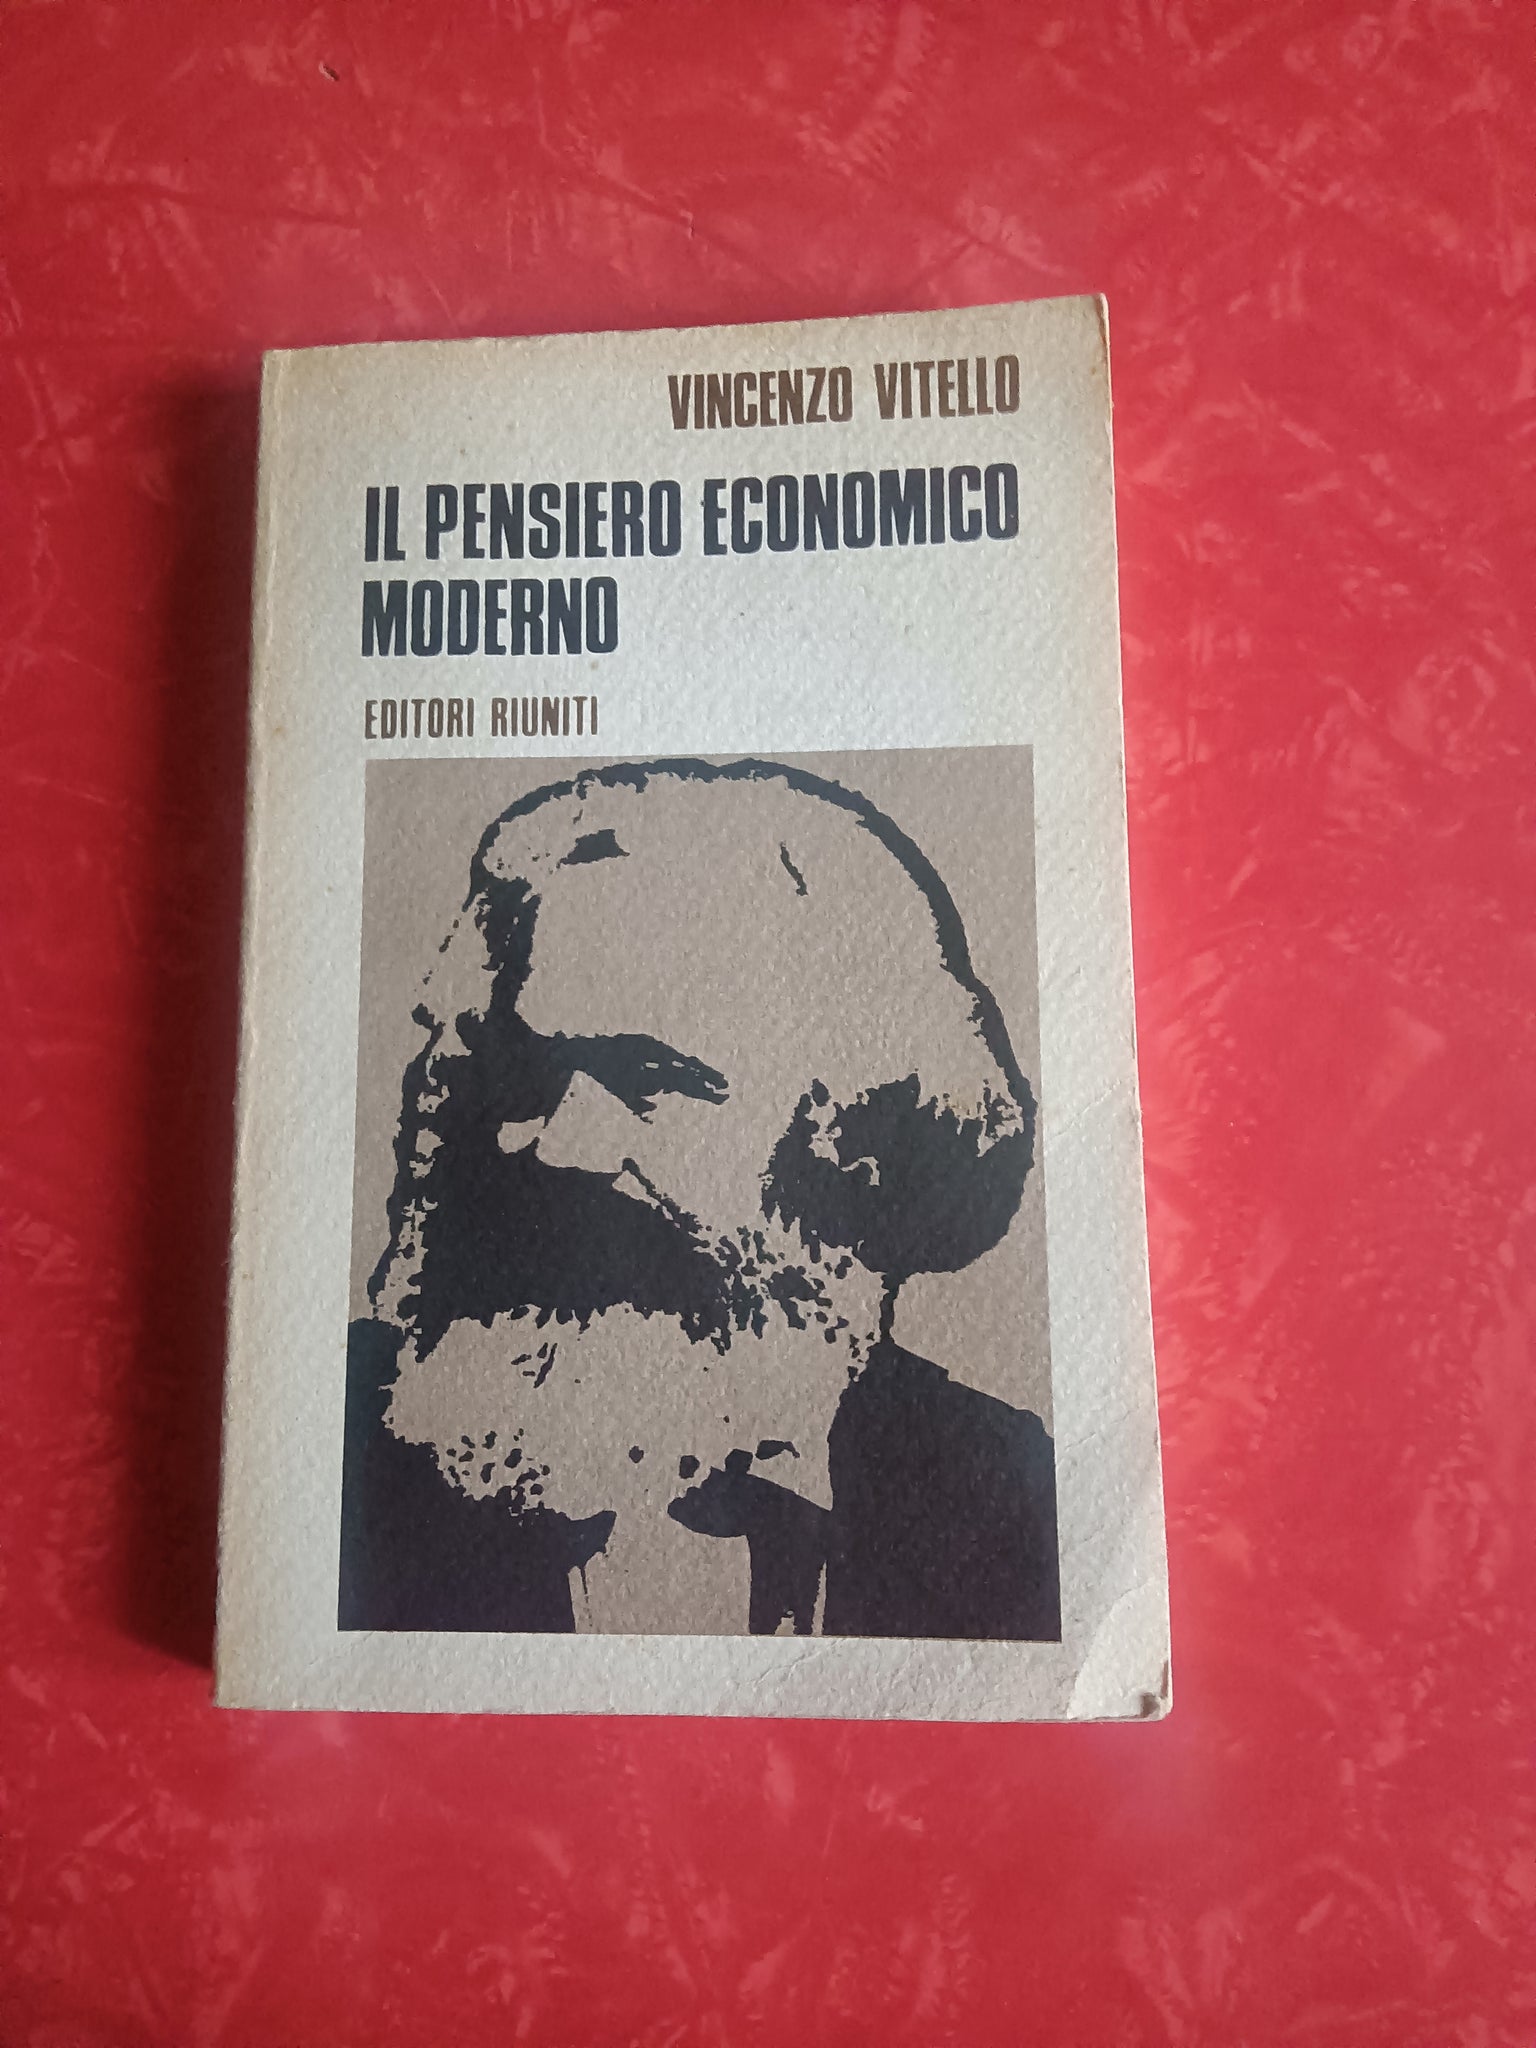 VINCENZO VITELLO
IL PENSIERO ECONOMICO
MODERNO
EDITORI RIUNITI